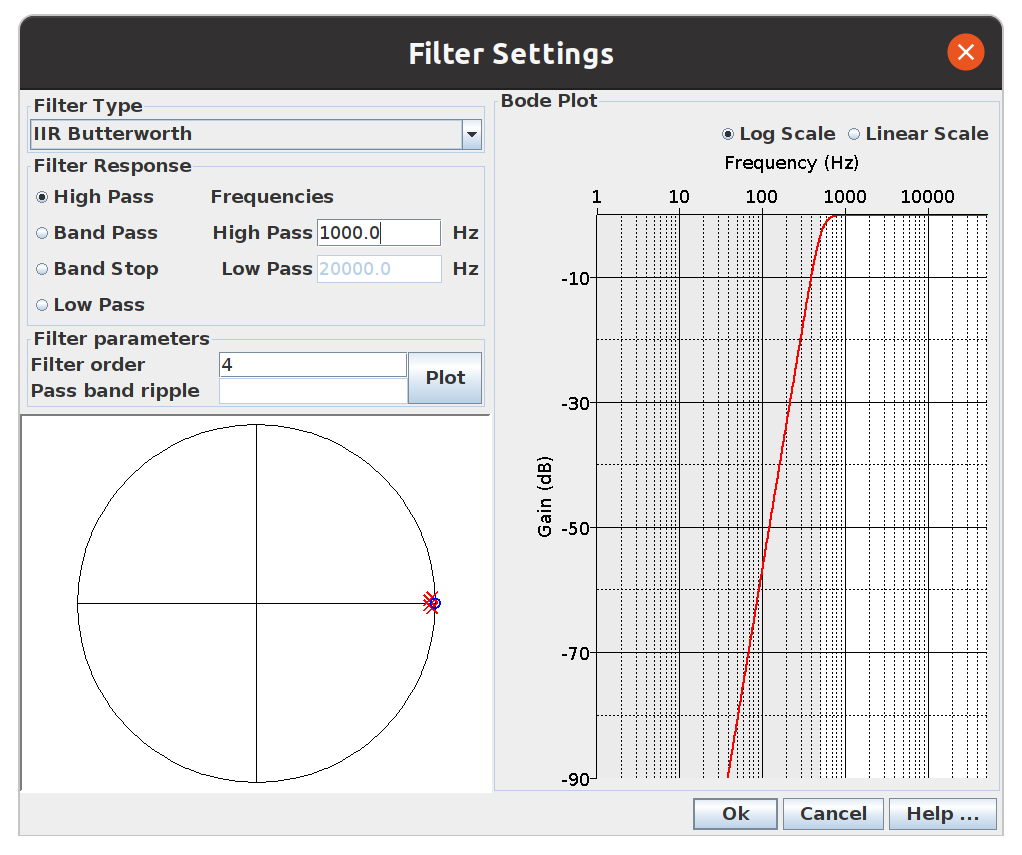 Filter Settings
Filter Type
IIR Butterworth
Filter Response
High Pass
Frequencies
Band Pass
High Pass 1000.0 Hz
Band Stop
Low Pass 20000.0 Hz
Low Pass
Filter parameters
Filter order 4
Pass band ripple
Plot
Bode Plot
Log Scale Linear Scale
Frequency (Hz)
1 10 100 1000 10000
-10
-30
-50
-70
-90
Gain (dB)
Ok Cancel Help ...